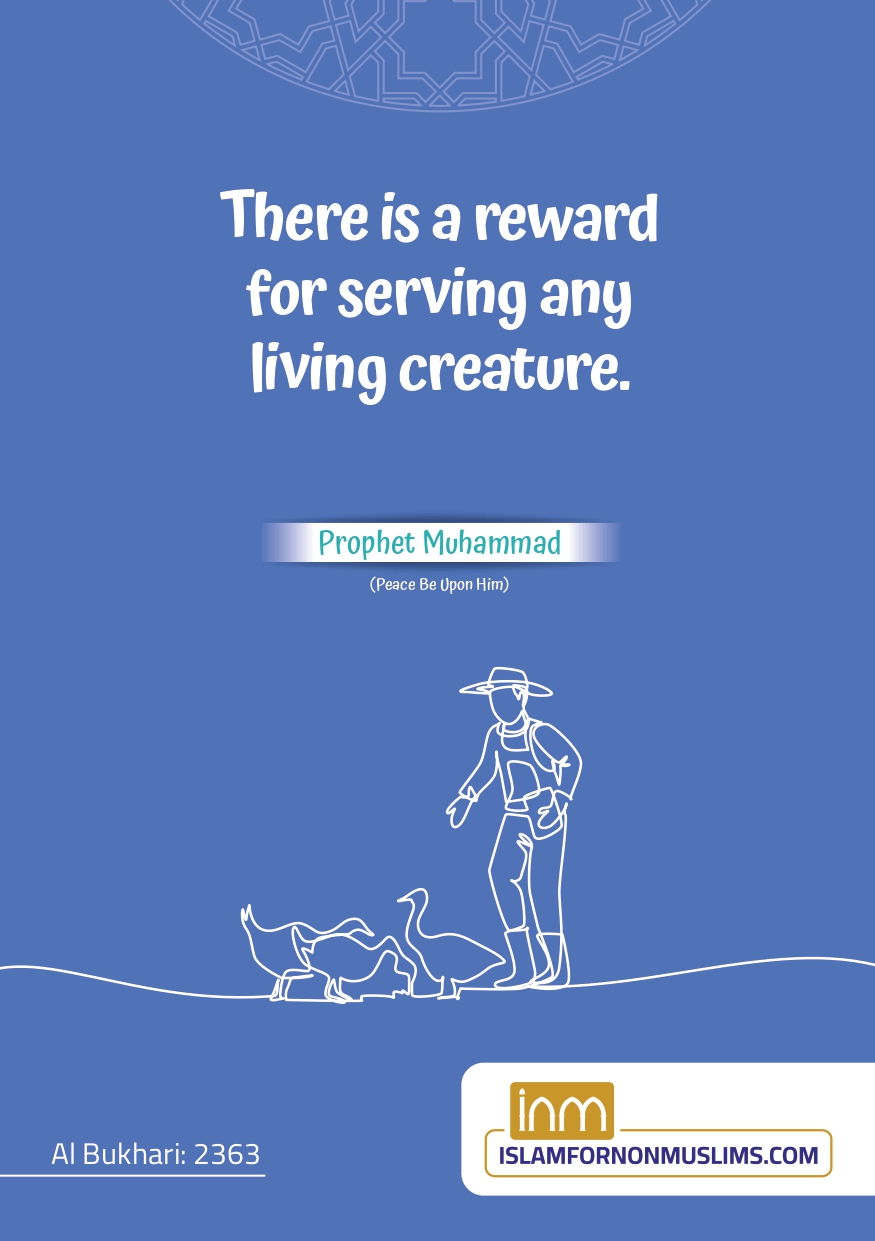 There is a reward
for serving any
living creature.
Prophet Muhammad
(Peace Be Upon Him)
Al Bukhari: 2363
inm
ISLAMFORNONMUSLIMS.COM